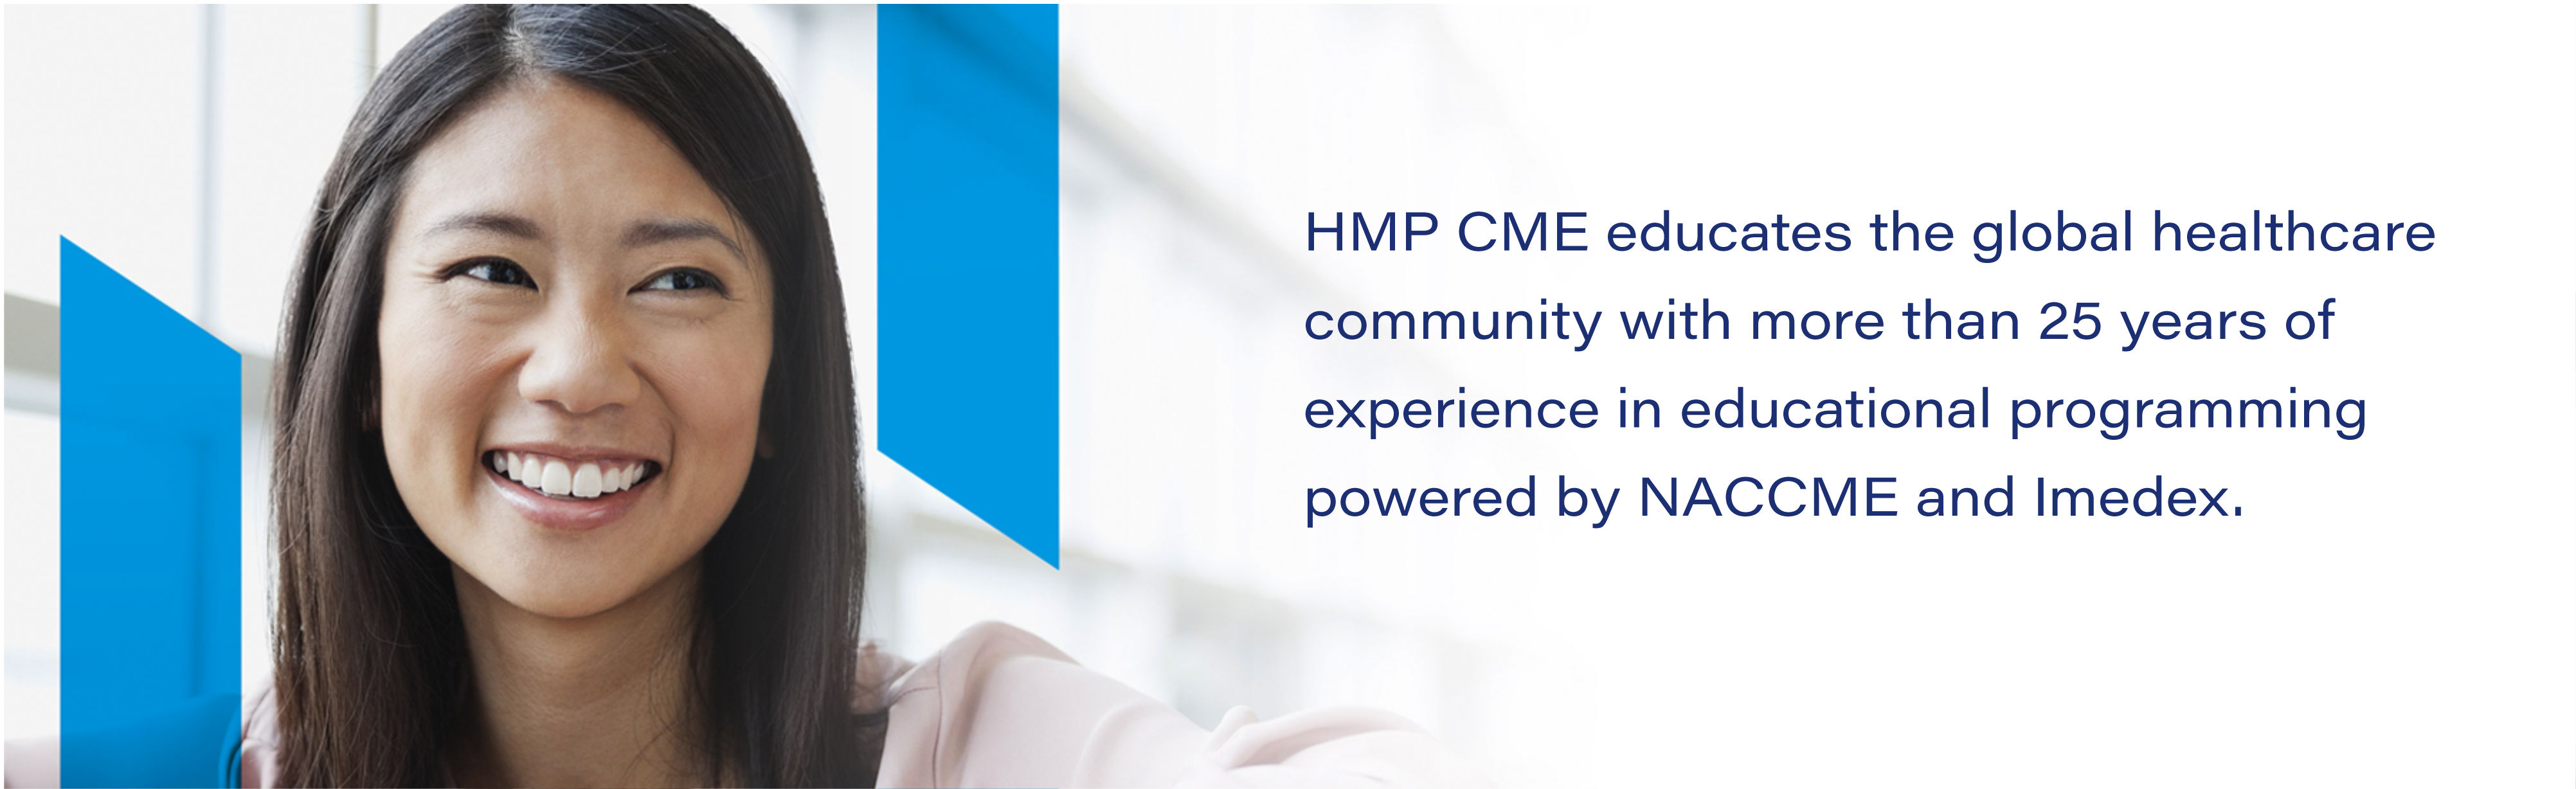 HMP CME educates the global healthcare
community with more than 25 years of
experience in educational programming
powered by NACCME and Imedex.